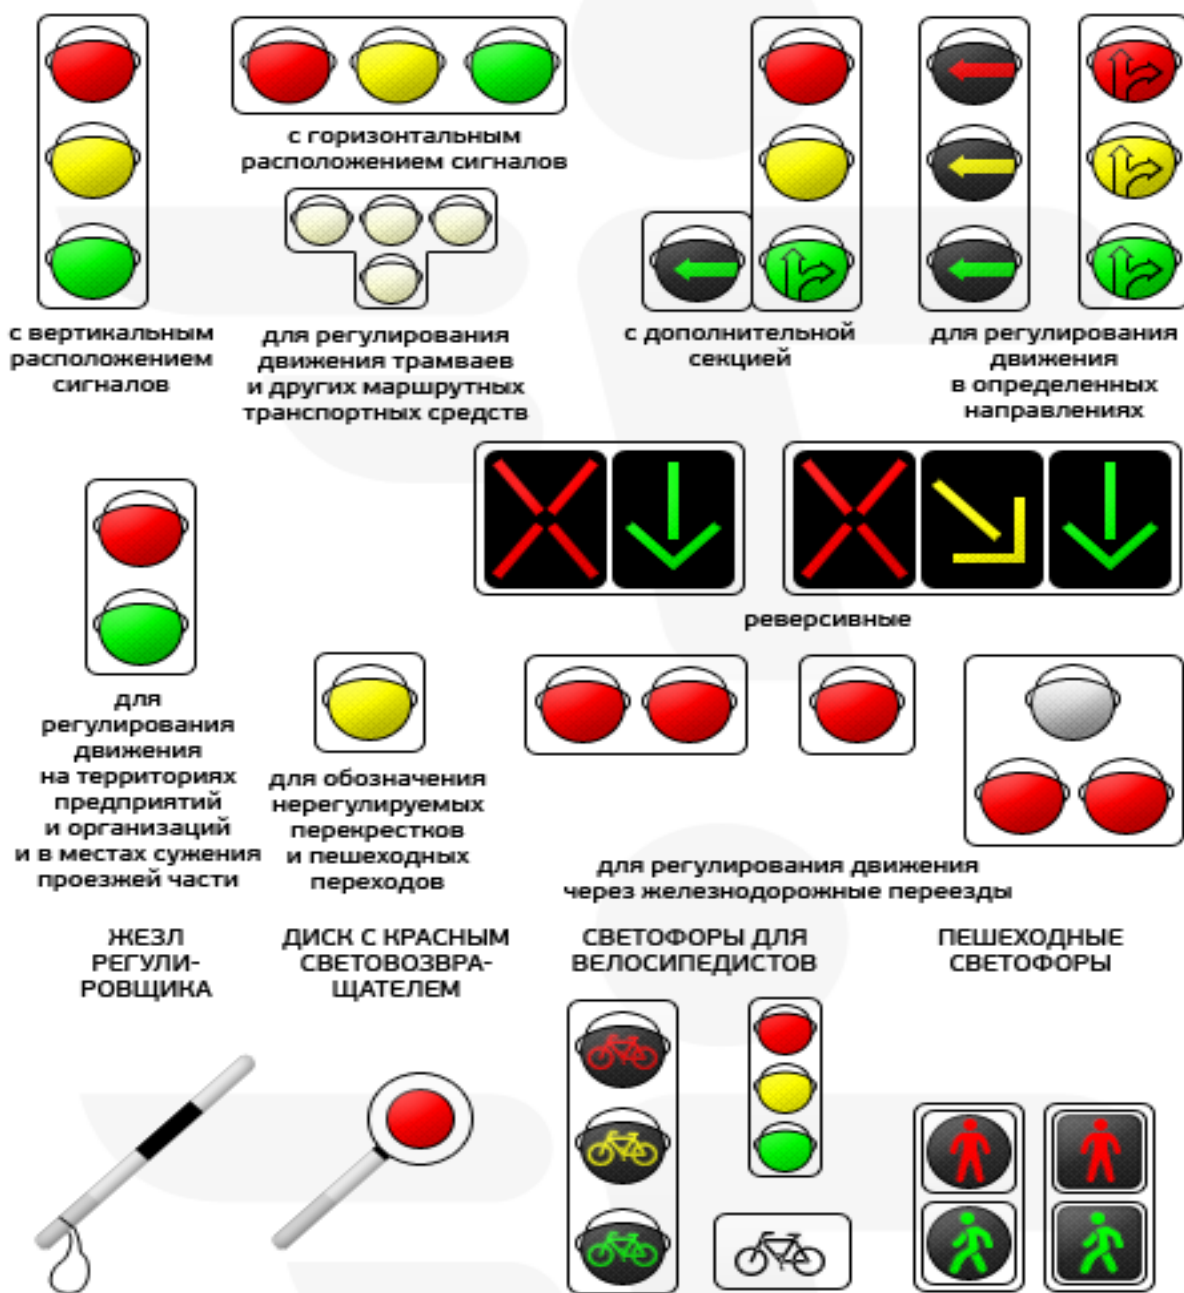 с горизонтальным
расположением сигналов
с вертикальным
расположением
сигналов
для регулирования
движения трамваев
и других маршрутных
транспортных средств
с дополнительной
секцией
для регулирования
движения
в определенных
направлениях
реверсивные
для
регулирования
движения
на территориях
предприятий
и организаций
и в местах сужения
проезжей части
для обозначения
нерегулируемых
перекрестков
и пешеходных
переходов
для регулирования движения
через железнодорожные переезды
ЖЕЗЛ
РЕГУЛИ-
РОВЩИКА
ДИСК С КРАСНЫМ
СВЕТОВОЗВРА-
ЩАТЕЛЕМ
СВЕТОФОРЫ ДЛЯ
ВЕЛОСИПЕДИСТОВ
ПЕШЕХОДНЫЕ
СВЕТОФОРЫ